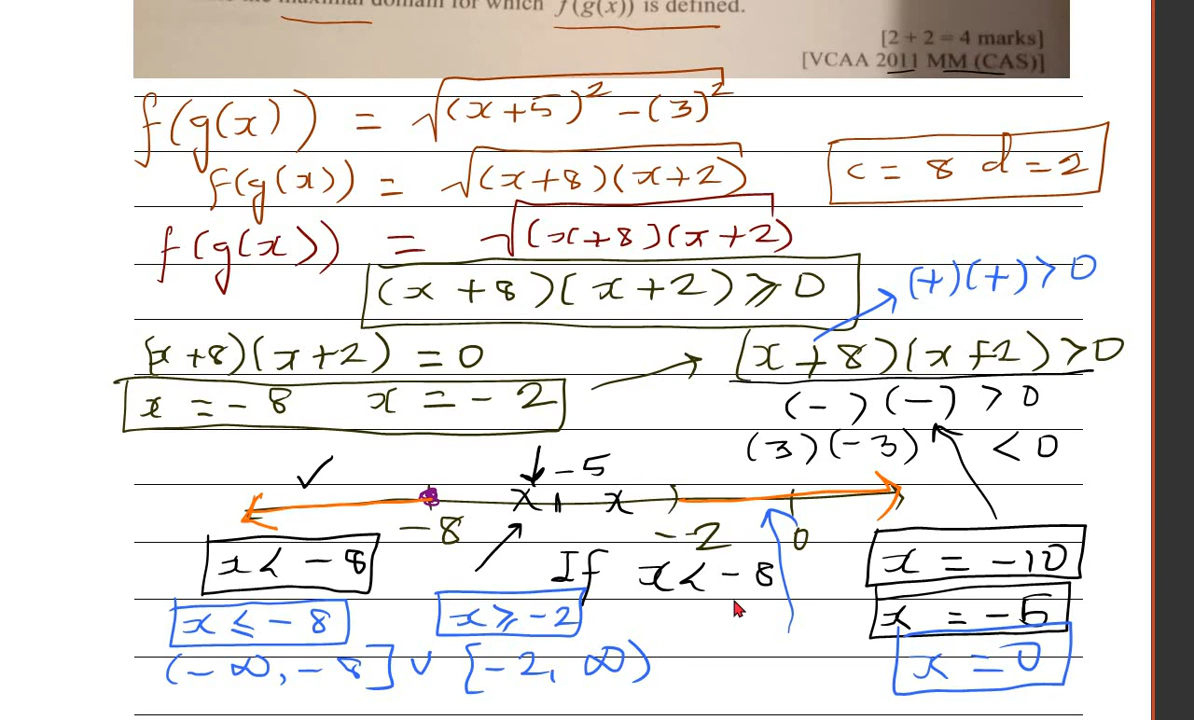 maximal domain for which f(g(x)) is defined.
[2 + 2 = 4 marks]
[VCAA 2011 MM (CAS)]
f(g(x)) = √(x+5)² -(3)²
f(g(x)) = √(x+8)(x+2)
c = 8 d = 2
f(g(x)) = √(x+8)(x+2)
(x +8)(x+2) ⩾ 0
(+)(+) > 0
(x +8)(x+2) = 0
(x +8)(x+2) > 0
x = -8 x = -2
(-)(-) > 0
(3)(-3) < 0
✓ ↓ -5
x x
-8 -2 0
x < -8
If x < -8
x = -10
x ≤ -8
x ⩾ -2
x = -5
(-∞, -8] ∪ [-2, ∞)
x = 0